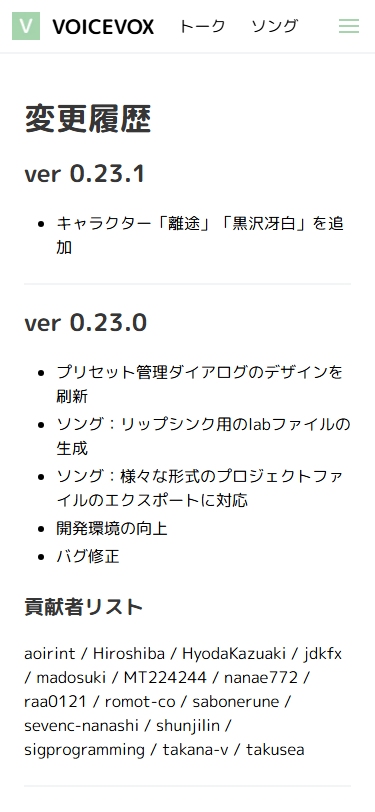 V VOICEVOX トーク ソング
変更履歴
ver 0.23.1
• キャラクター「離途」「黒沢冴白」を追
加
ver 0.23.0
• プリセット管理ダイアログのデザインを
刷新
• ソング：リップシンク用のlabファイルの
生成
• ソング：様々な形式のプロジェクトファ
イルのエクスポートに対応
• 開発環境の向上
• バグ修正
貢献者リスト
aoirint / Hiroshiba / HyodaKazuaki / jdkfx
/ madosuki / MT224244 / nanae772 /
raa0121 / romot-co / sabonerune /
sevenc-nanashi / shunjilin /
sigprogramming / takana-v / takusea